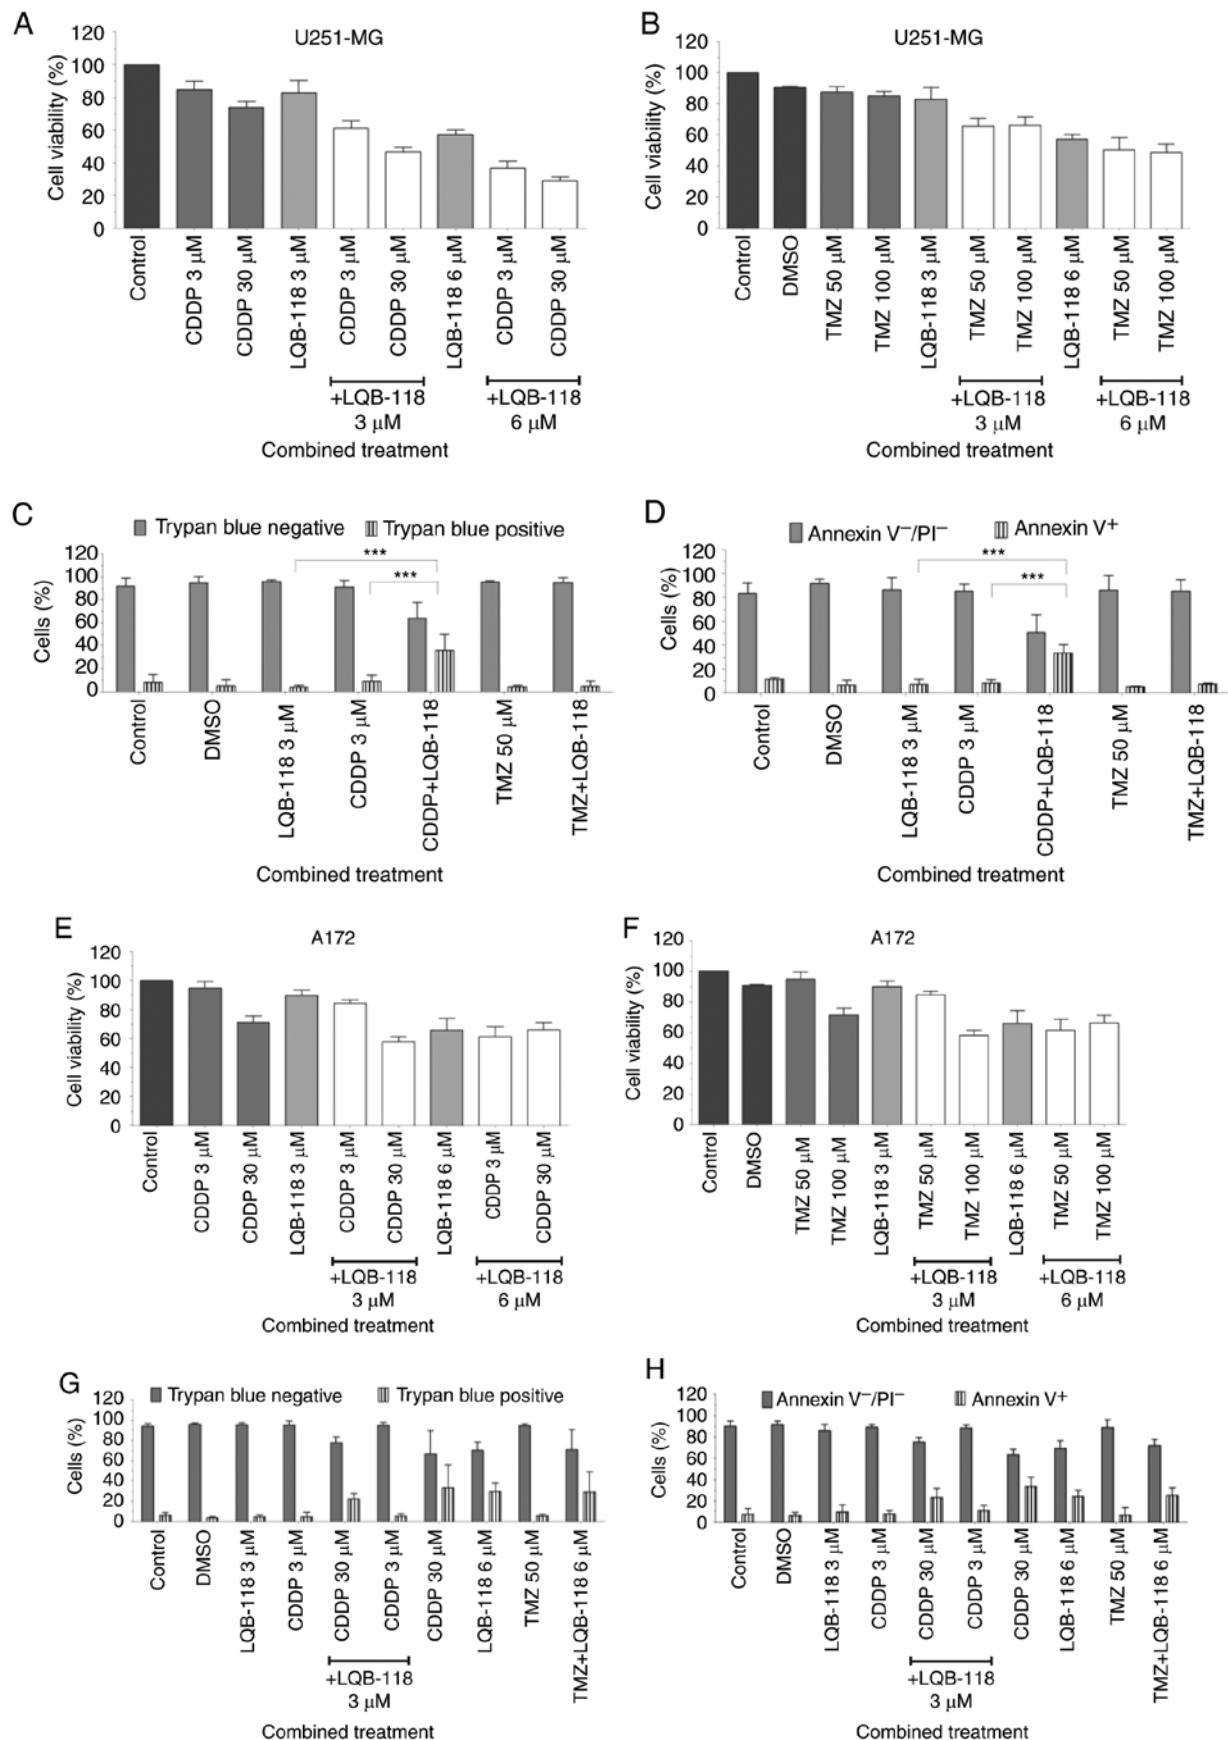 A
U251-MG
Cell viability (%)
120
100
80
60
40
20
0
Control
CDDP 3 µM
CDDP 30 µM
LQB-118 3 µM
CDDP 3 µM
CDDP 30 µM
LQB-118 6 µM
CDDP 3 µM
CDDP 30 µM
+LQB-118 +LQB-118
3 µM 6 µM
Combined treatment
B
U251-MG
Cell viability (%)
120
100
80
60
40
20
0
Control
DMSO
TMZ 50 µM
TMZ 100 µM
LQB-118 3 µM
TMZ 50 µM
TMZ 100 µM
LQB-118 6 µM
TMZ 50 µM
TMZ 100 µM
+LQB-118 +LQB-118
3 µM 6 µM
Combined treatment
C
Trypan blue negative Trypan blue positive
Cells (%)
120
100
80
60
40
20
0
***
***
Control
DMSO
LQB-118 3 µM
CDDP 3 µM
CDDP+LQB-118
TMZ 50 µM
TMZ+LQB-118
Combined treatment
D
Annexin V−/PI− Annexin V+
Cells (%)
120
100
80
60
40
20
0
***
***
Control
DMSO
LQB-118 3 µM
CDDP 3 µM
CDDP+LQB-118
TMZ 50 µM
TMZ+LQB-118
Combined treatment
E
A172
Cell viability (%)
120
100
80
60
40
20
0
Control
CDDP 3 µM
CDDP 30 µM
LQB-118 3 µM
CDDP 3 µM
CDDP 30 µM
LQB-118 6 µM
CDDP 3 µM
CDDP 30 µM
+LQB-118 +LQB-118
3 µM 6 µM
Combined treatment
F
A172
Cell viability (%)
120
100
80
60
40
20
0
Control
DMSO
TMZ 50 µM
TMZ 100 µM
LQB-118 3 µM
TMZ 50 µM
TMZ 100 µM
LQB-118 6 µM
TMZ 50 µM
TMZ 100 µM
+LQB-118 +LQB-118
3 µM 6 µM
Combined treatment
G
Trypan blue negative Trypan blue positive
Cells (%)
120
100
80
60
40
20
0
Control
DMSO
LQB-118 3 µM
CDDP 3 µM
CDDP 30 µM
CDDP 3 µM
CDDP 30 µM
LQB-118 6 µM
TMZ 50 µM
TMZ+LQB-118 6 µM
+LQB-118
3 µM
Combined treatment
H
Annexin V−/PI− Annexin V+
Cells (%)
120
100
80
60
40
20
0
Control
DMSO
LQB-118 3 µM
CDDP 3 µM
CDDP 30 µM
CDDP 3 µM
CDDP 30 µM
LQB-118 6 µM
TMZ 50 µM
TMZ+LQB-118 6 µM
+LQB-118
3 µM
Combined treatment